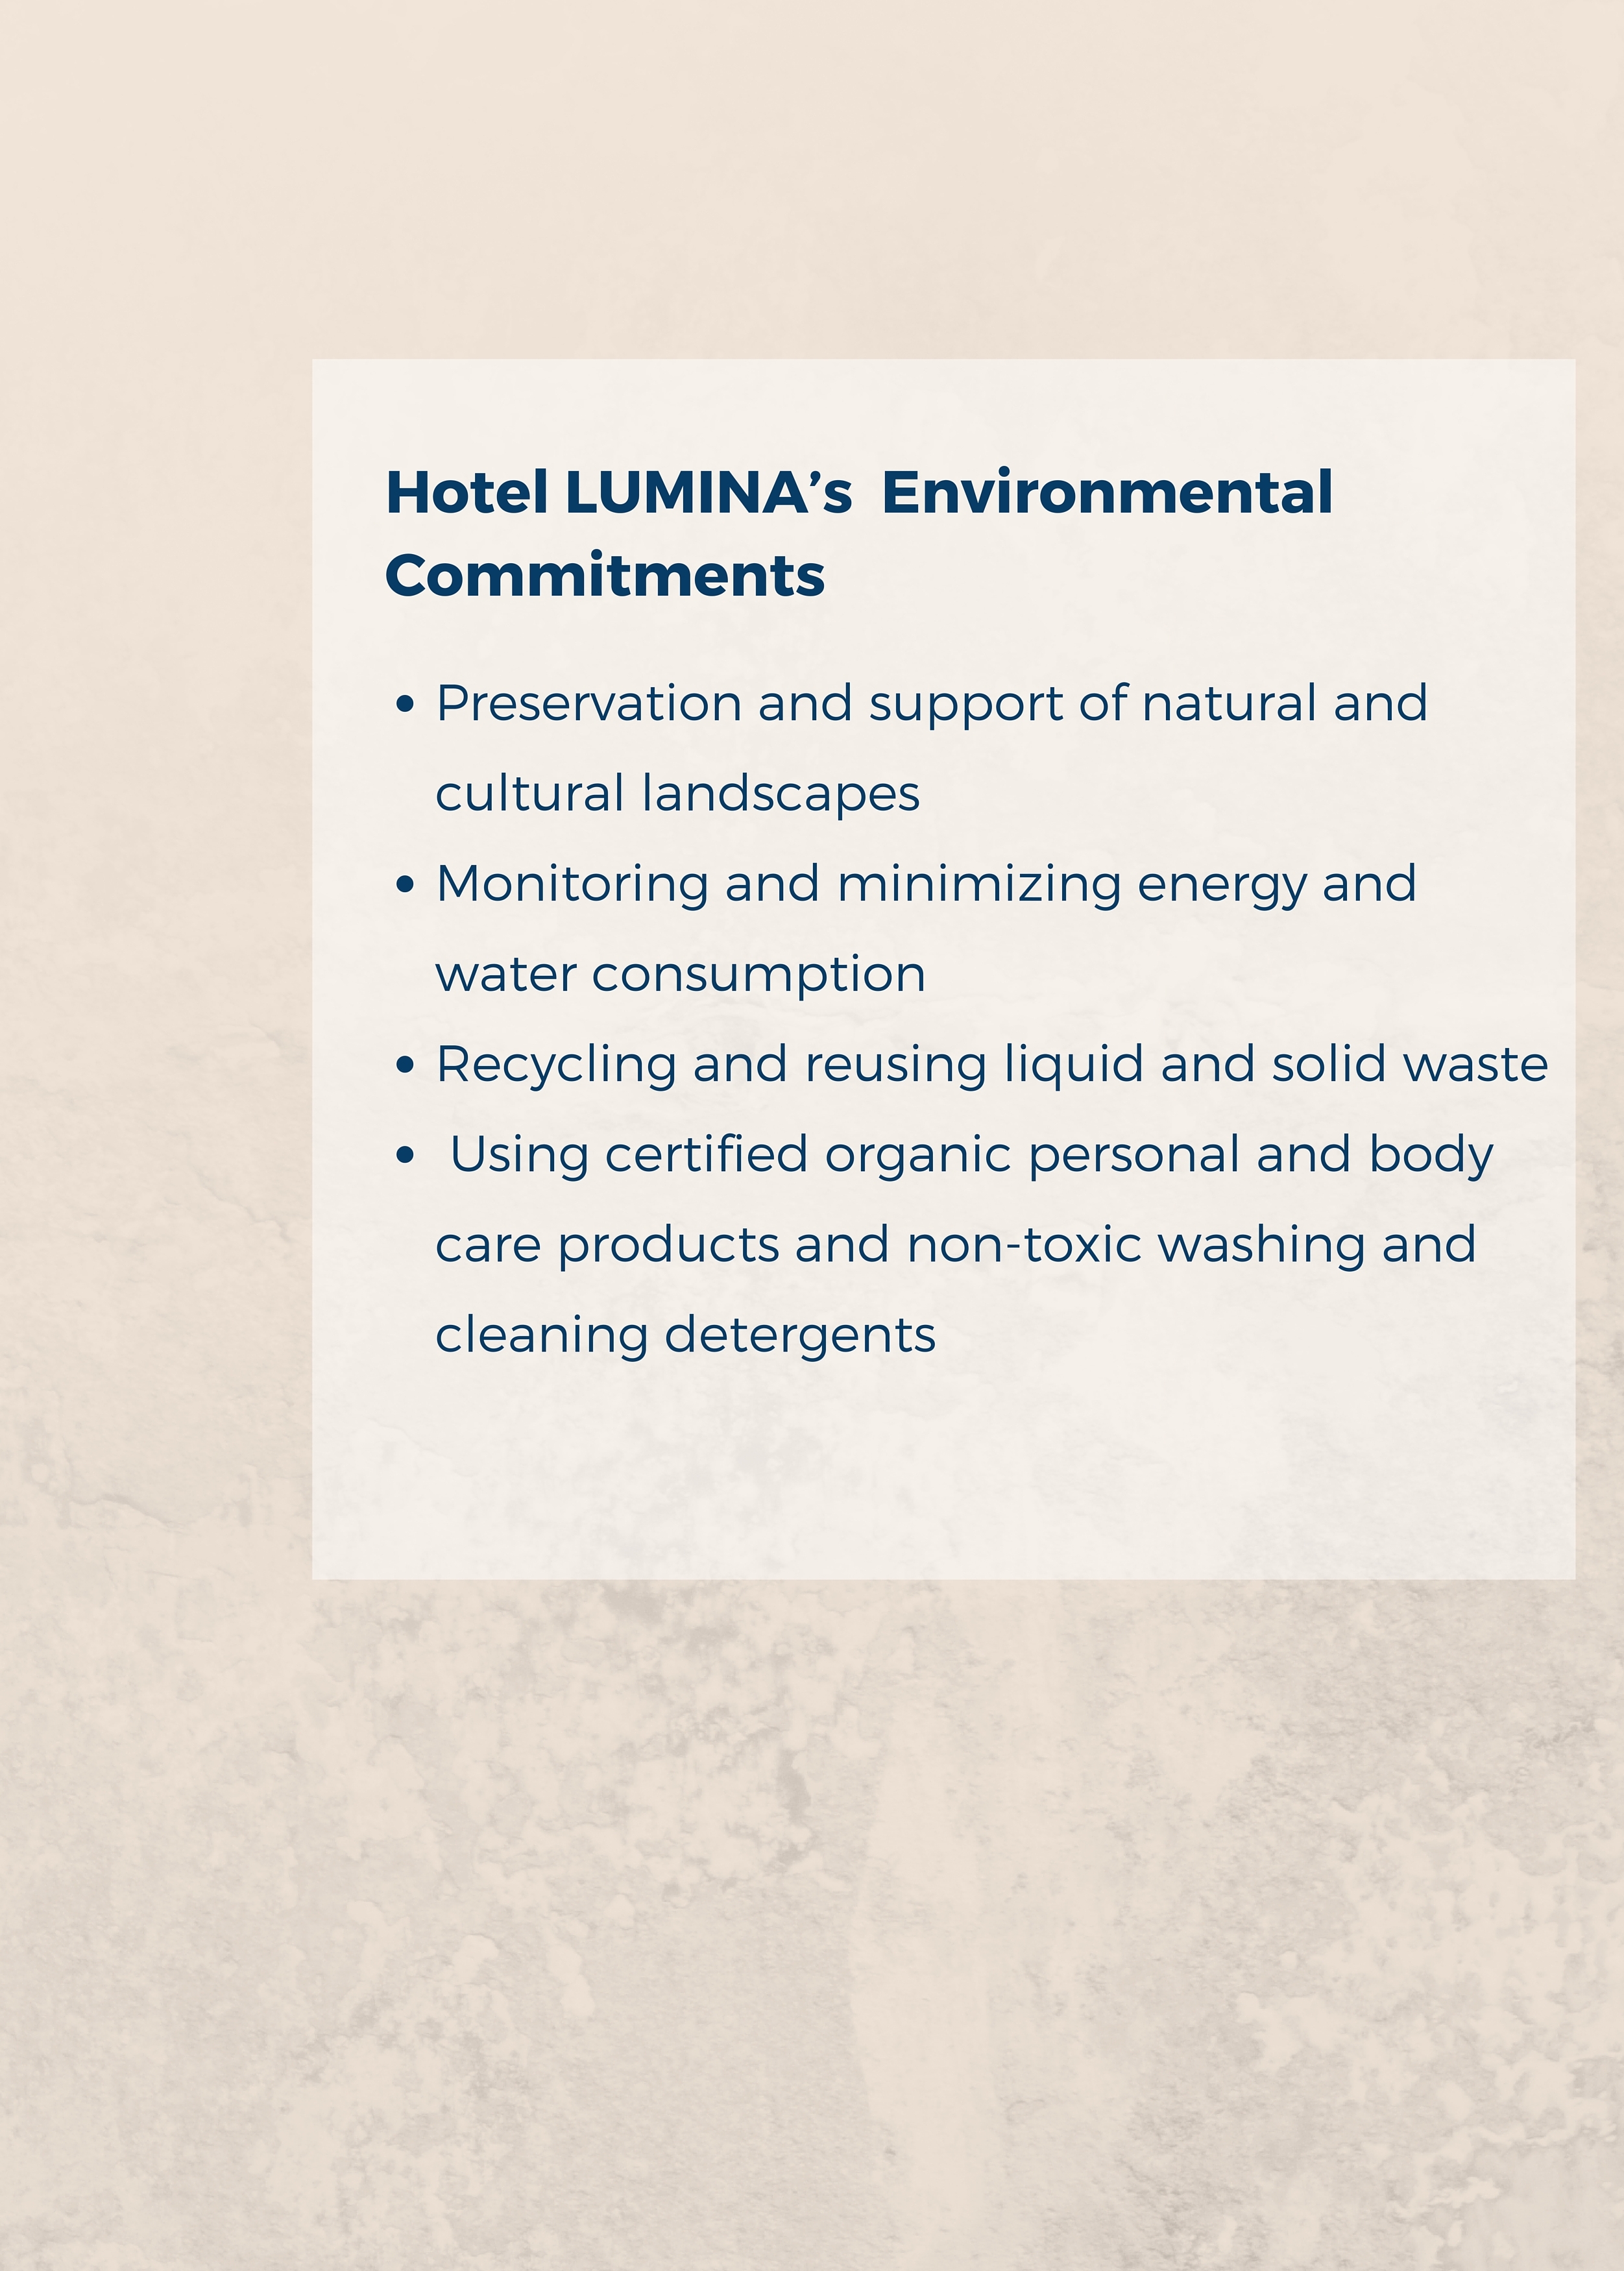 Hotel LUMINA’s  Environmental
Commitments
• Preservation and support of natural and
cultural landscapes
• Monitoring and minimizing energy and
water consumption
• Recycling and reusing liquid and solid waste
•  Using certified organic personal and body
care products and non-toxic washing and
cleaning detergents